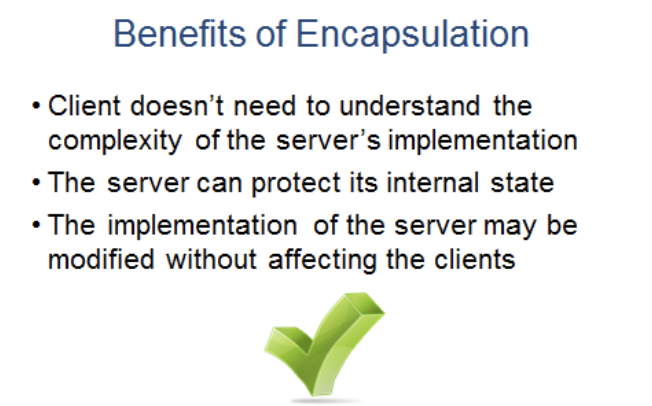 Benefits of Encapsulation
• Client doesn't need to understand the
complexity of the server's implementation
• The server can protect its internal state
• The implementation of the server may be
modified without affecting the clients